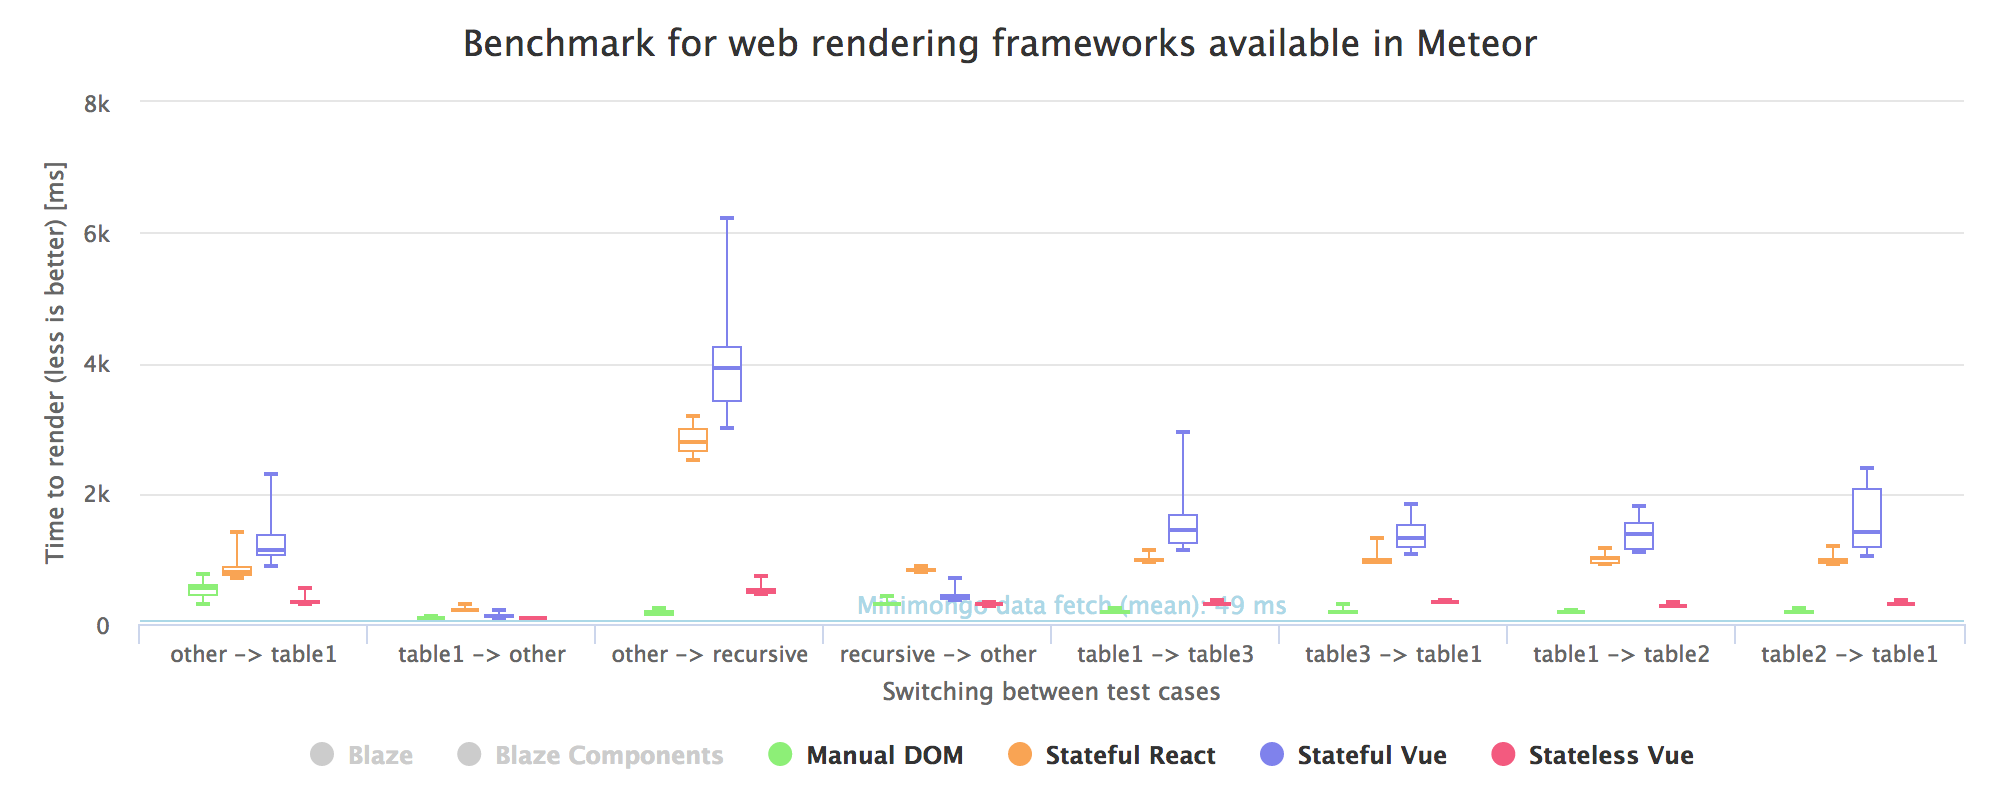 Benchmark for web rendering frameworks available in Meteor
Time to render (less is better) [ms]
8k
6k
4k
2k
0
Minimongo data fetch (mean): 49 ms
other -> table1 table1 -> other other -> recursive recursive -> other table1 -> table3 table3 -> table1 table1 -> table2 table2 -> table1
Switching between test cases
Blaze Blaze Components Manual DOM Stateful React Stateful Vue Stateless Vue